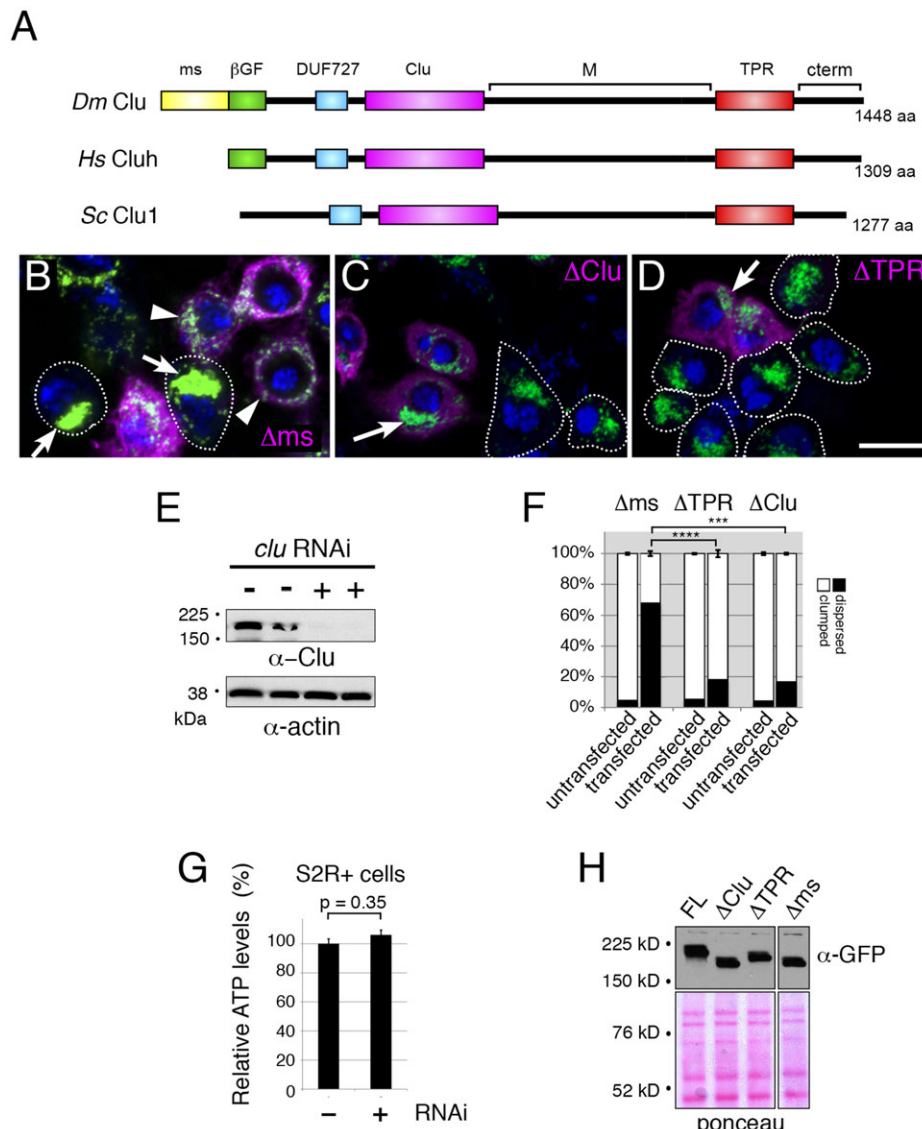 A
ms βGF DUF727 Clu M TPR cterm
Dm Clu
1448 aa
Hs Cluh
1309 aa
Sc Clu1
1277 aa
B
Δms
C
ΔClu
D
ΔTPR
E
clu RNAi
- - + +
225
150
α–Clu
38
kDa
α-actin
F
Δms ΔTPR ΔClu
***
****
100%
80%
60%
40%
20%
0%
untransfected
transfected
untransfected
transfected
untransfected
transfected
clumped
dispersed
G
S2R+ cells
p = 0.35
Relative ATP levels (%)
100
80
60
40
20
0
– + RNAi
H
FL ΔClu ΔTPR Δms
225 kD
150 kD
α-GFP
76 kD
52 kD
ponceau